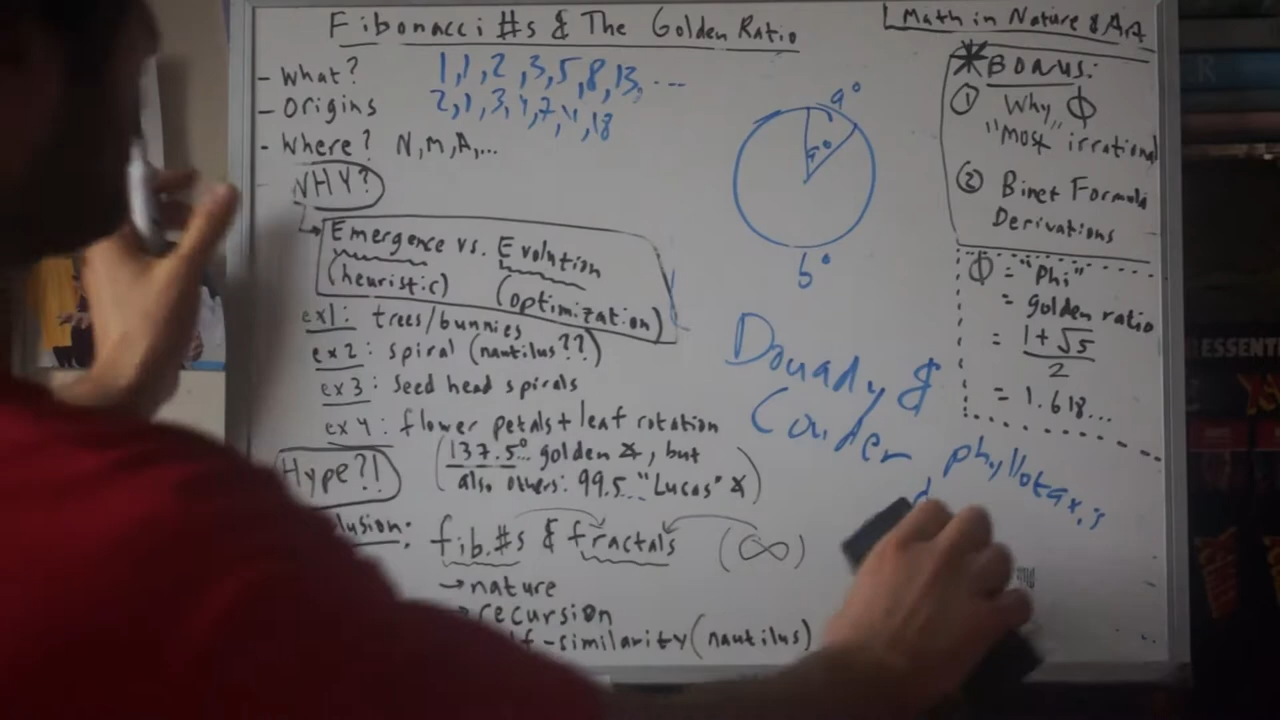 Fibonacci #s & The Golden Ratio
Math in Nature & Art
- What? 1,1,2,3,5,8,13, ...
- Origins 2,1,3,4,7,11,18
- Where? N,M,A,...
WHY?
Emergence vs. Evolution
(heuristic) (optimization)
ex1: trees/bunnies
ex2: spiral (nautilus??)
ex3: seed head spirals
ex4: flower petals + leaf rotation
(137.5°.. golden ∡, but
also others: 99.5... "Lucas" ∡)
Hype?!
fib.#s & fractals (∞)
→ nature
recursion
-similarity (nautilus)
a°
b°
Douady &
Couder
phyllotaxis
* BONUS:
① Why Φ
"Most irrational
② Binet Formula
Derivations
Φ = "Phi"
= golden ratio
= 1+√5
2
= 1.618...
ESSENTI